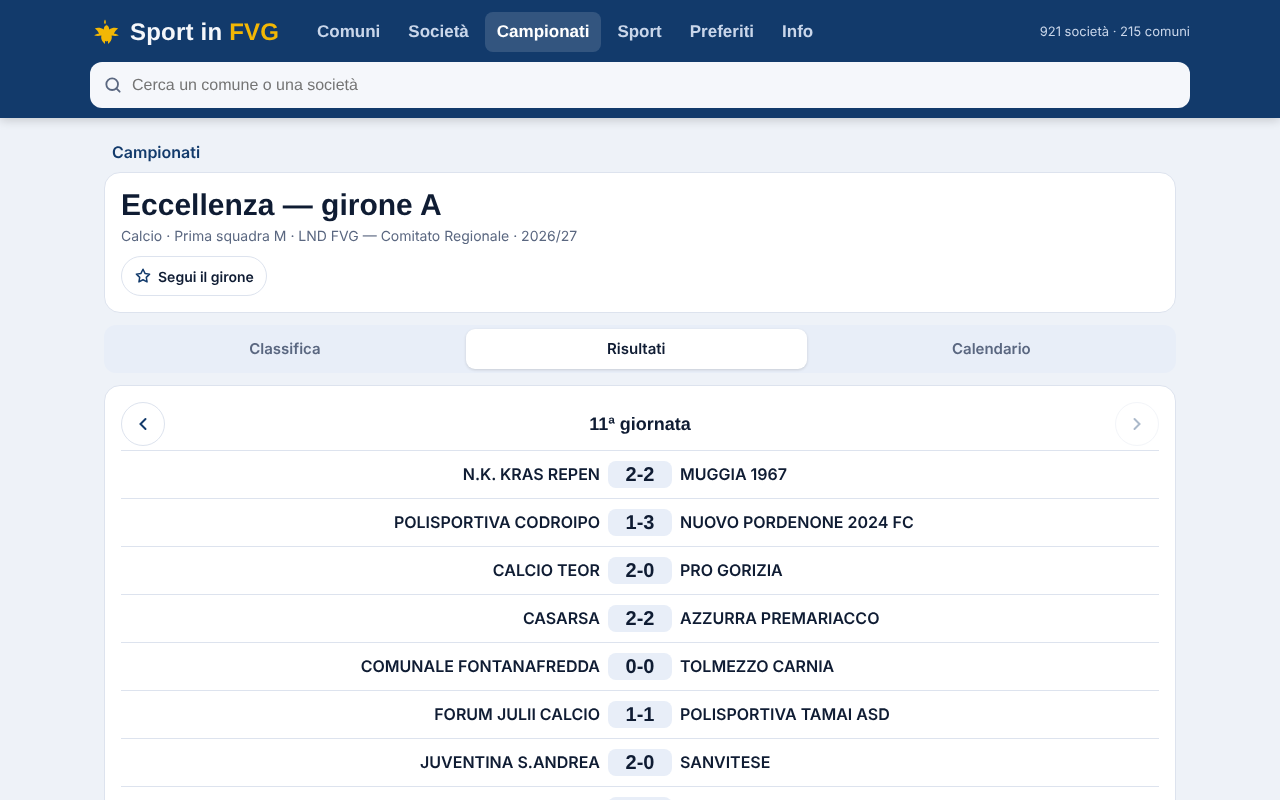 Sport in FVG
Comuni Società Campionati Sport Preferiti Info
921 società · 215 comuni
Cerca un comune o una società
Campionati
Eccellenza — girone A
Calcio · Prima squadra M · LND FVG — Comitato Regionale · 2026/27
Segui il girone
Classifica Risultati Calendario
11ª giornata
N.K. KRAS REPEN 2-2 MUGGIA 1967
POLISPORTIVA CODROIPO 1-3 NUOVO PORDENONE 2024 FC
CALCIO TEOR 2-0 PRO GORIZIA
CASARSA 2-2 AZZURRA PREMARIACCO
COMUNALE FONTANAFREDDA 0-0 TOLMEZZO CARNIA
FORUM JULII CALCIO 1-1 POLISPORTIVA TAMAI ASD
JUVENTINA S.ANDREA 2-0 SANVITESE